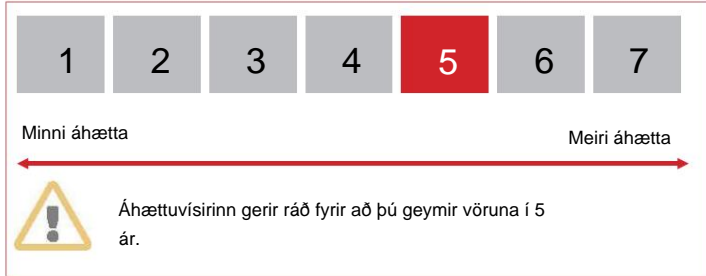 1 2 3 4 5 6 7
Minni áhætta Meiri áhætta
Áhættuvísirinn gerir ráð fyrir að þú geymir vöruna í 5
ár.